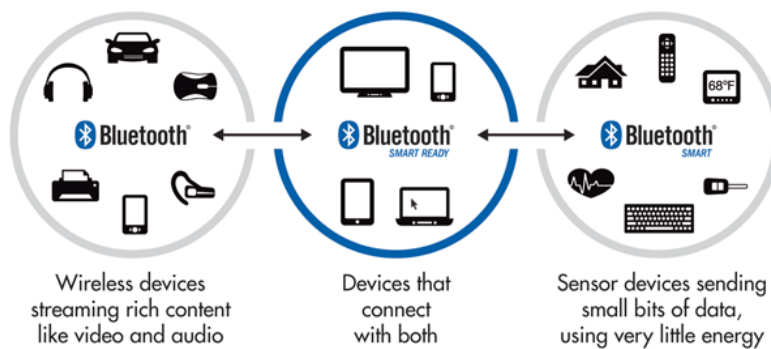 Bluetooth®
Bluetooth®
SMART READY
68°F
Bluetooth®
SMART
Wireless devices
streaming rich content
like video and audio
Devices that
connect
with both
Sensor devices sending
small bits of data,
using very little energy